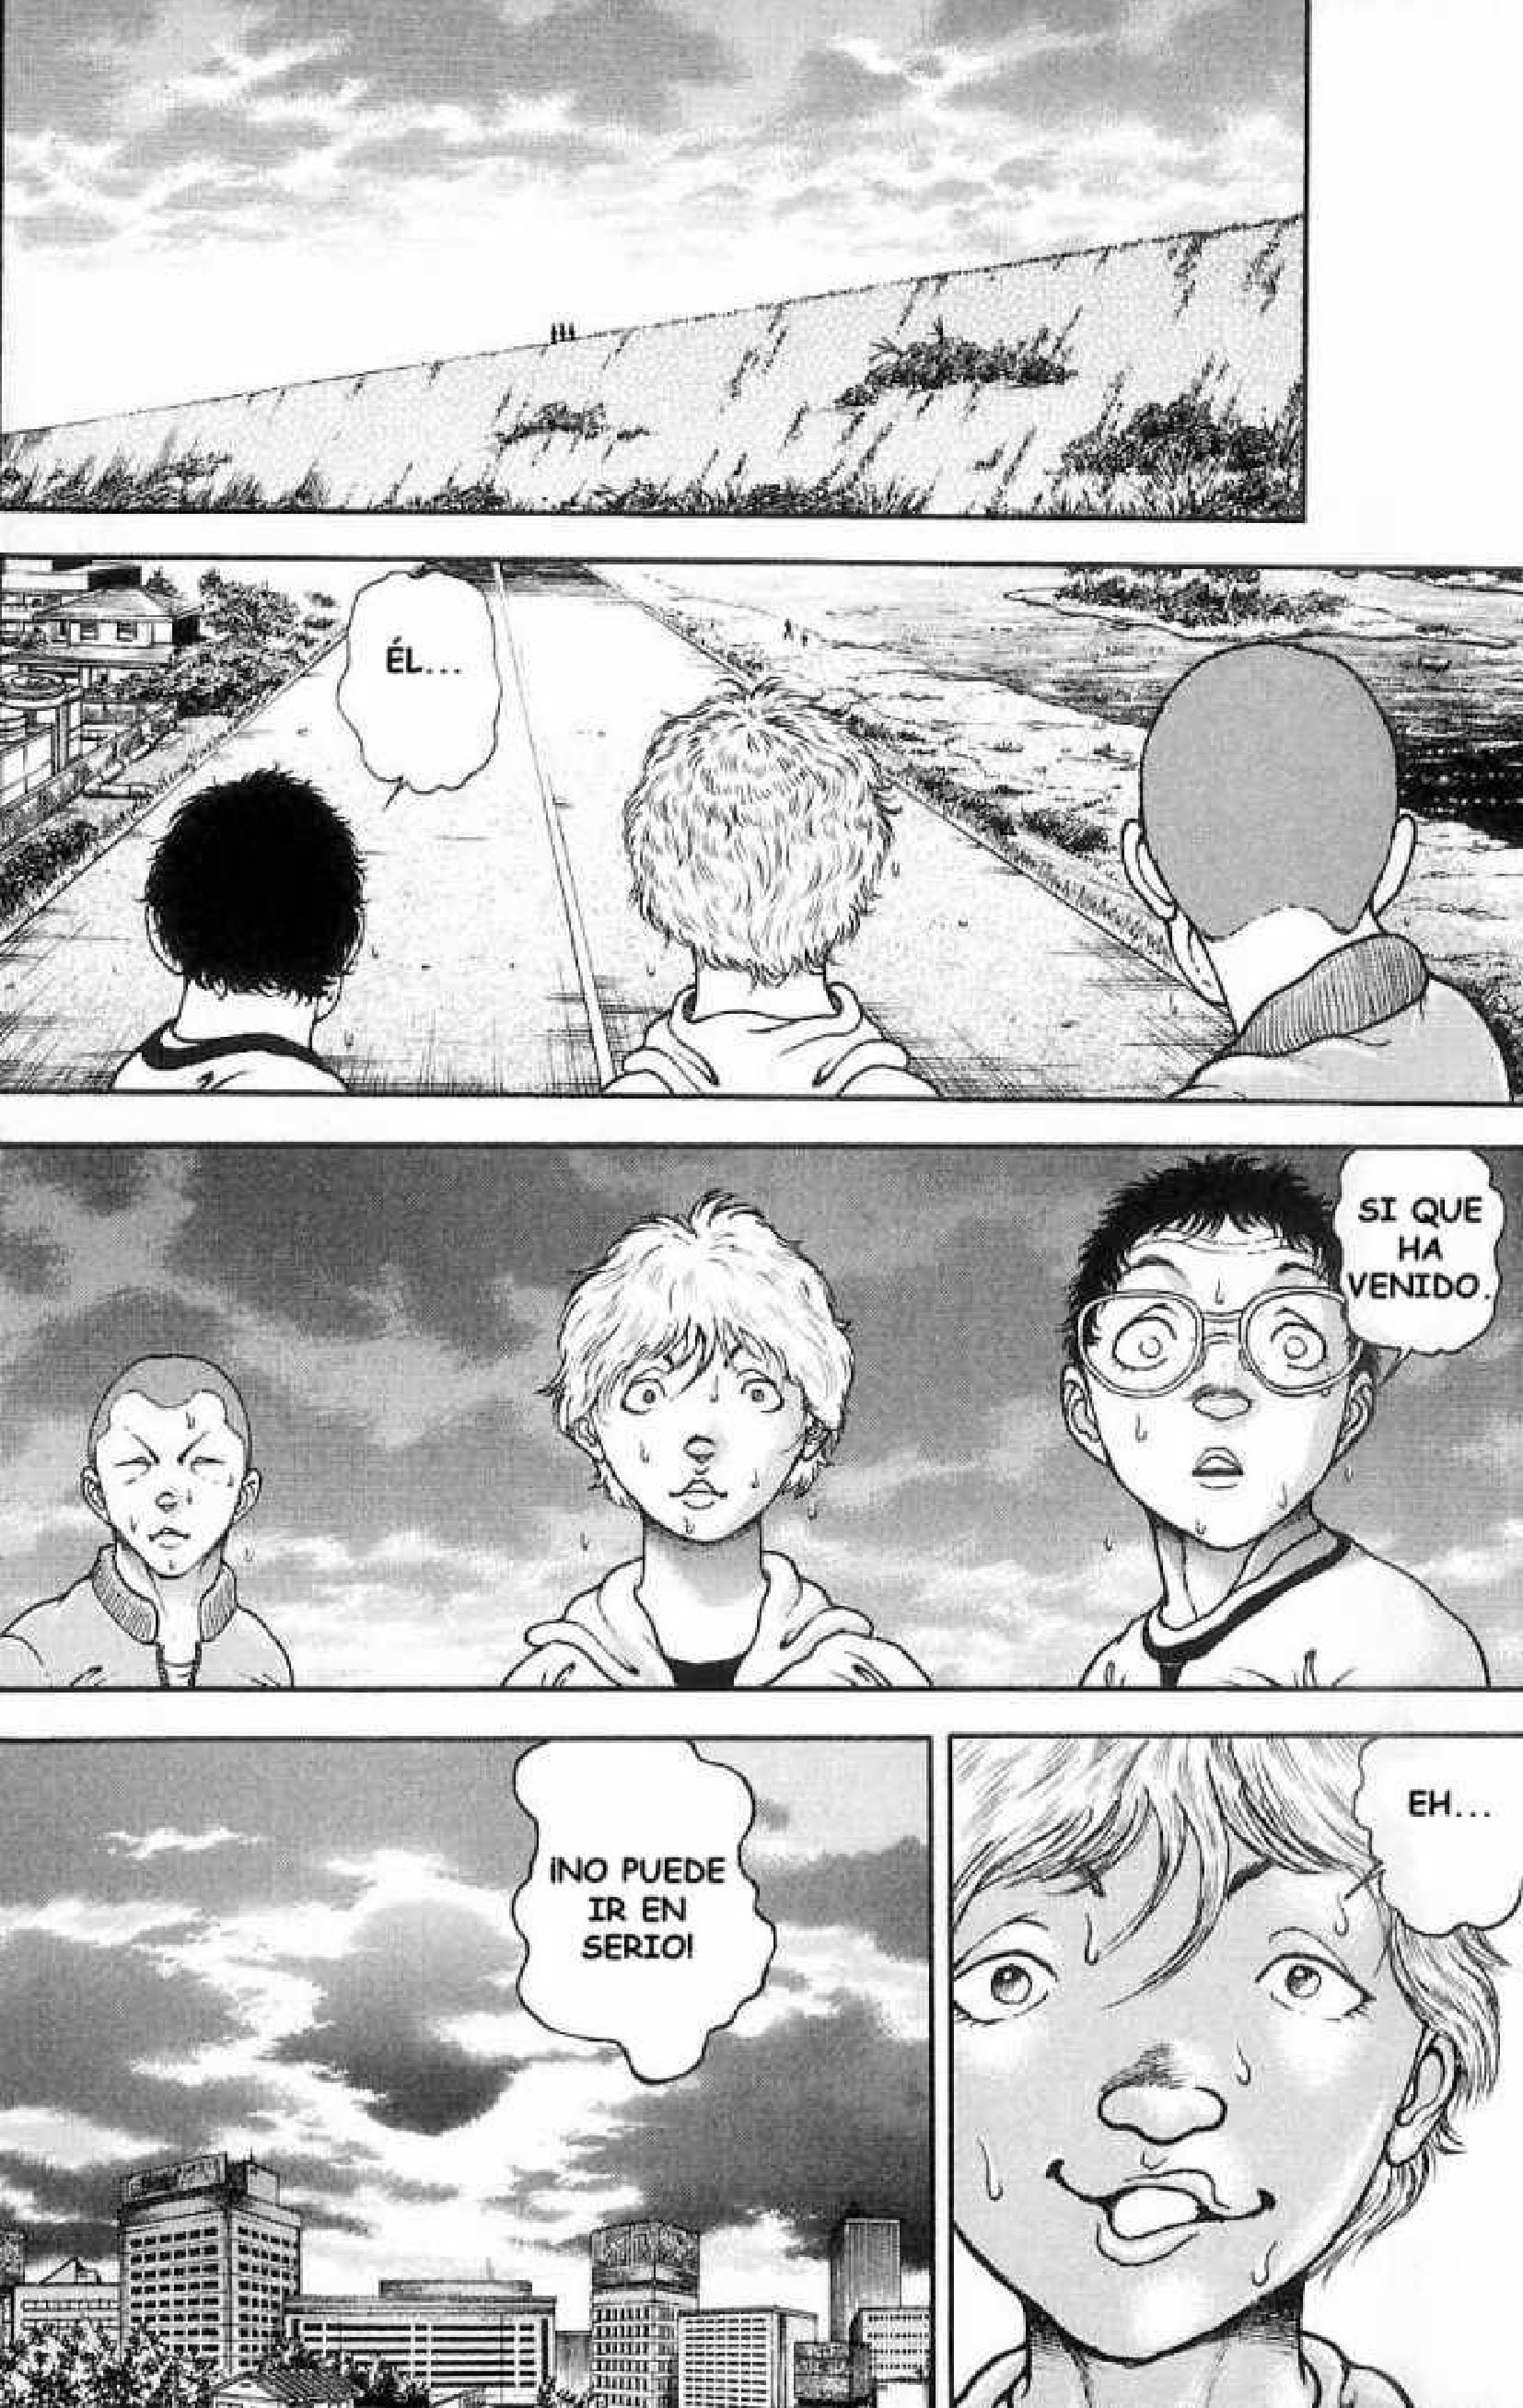 ÉL...
SI QUE
HA
VENIDO.
EH...
¡NO PUEDE
IR EN
SERIO!